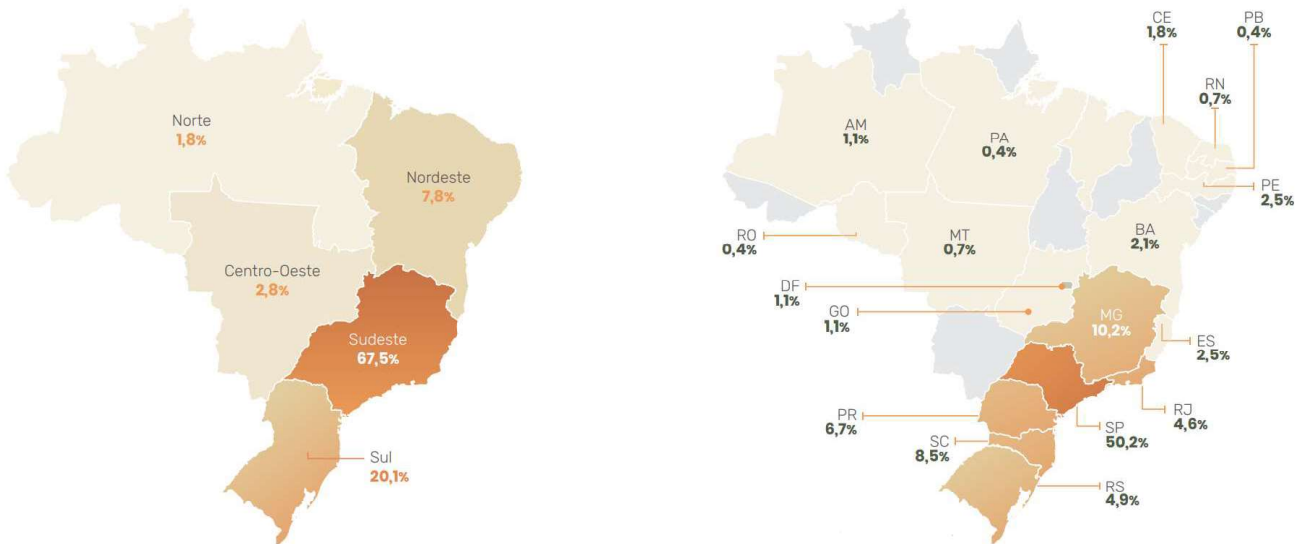 Norte
1,8%
Nordeste
7,8%
Centro-Oeste
2,8%
Sudeste
67,5%
Sul
20,1%
CE
1,8%
PB
0,4%
RN
0,7%
AM
1,1%
PA
0,4%
PE
2,5%
RO
0,4%
MT
0,7%
BA
2,1%
DF
1,1%
GO
1,1%
MG
10,2%
ES
2,5%
PR
6,7%
RJ
4,6%
SP
50,2%
SC
8,5%
RS
4,9%